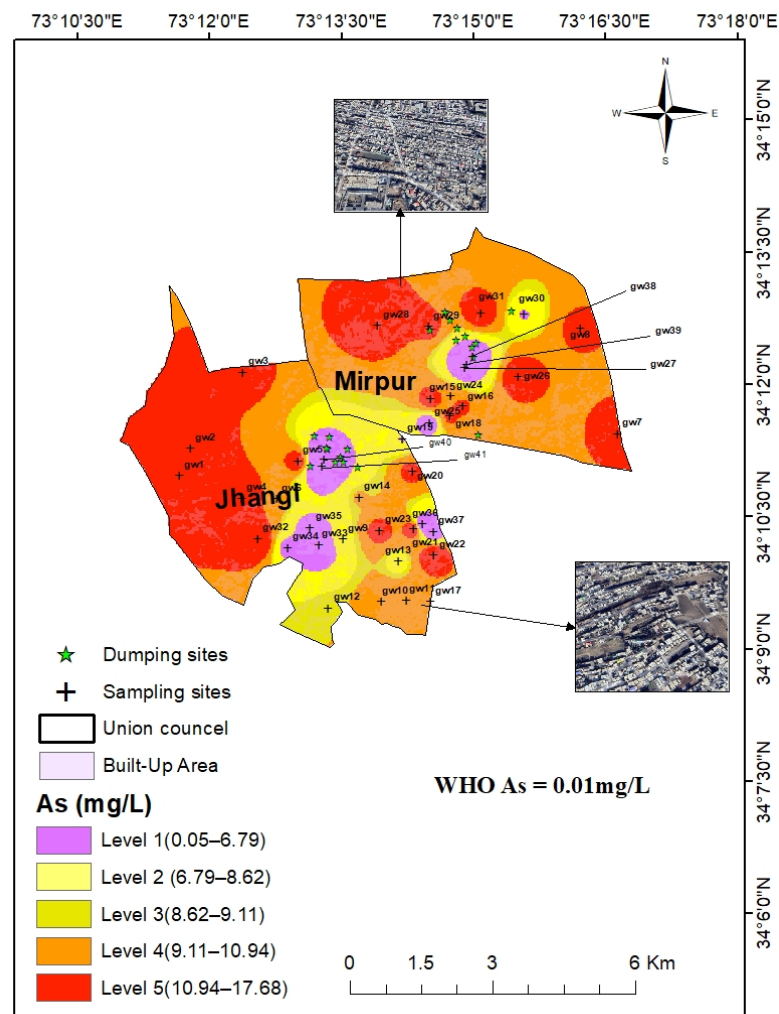 73°10'30"E 73°12'0"E 73°13'30"E 73°15'0"E 73°16'30"E 73°18'0"E
N
W E
S
34°15'0"N
34°13'30"N
34°12'0"N
34°10'30"N
34°9'0"N
34°7'30"N
34°6'0"N
gw38
gw31
gw30
gw28
gw29
gw8
gw39
gw27
gw3
gw26
Mirpur
gw15
gw24
gw16
gw25
gw18
gw7
gw19
gw2
gw40
gw5
gw41
gw1
gw20
gw4
gw6
gw14
Jhangi
gw36
gw35
gw32
gw33
gw9
gw23
gw37
gw34
gw21
gw22
gw13
gw12
gw10
gw11
gw17
Dumping sites
Sampling sites
Union councel
Built-Up Area
WHO As = 0.01mg/L
As (mg/L)
Level 1(0.05–6.79)
Level 2 (6.79–8.62)
Level 3(8.62–9.11)
Level 4(9.11–10.94)
Level 5(10.94–17.68)
0 1.5 3 6 Km